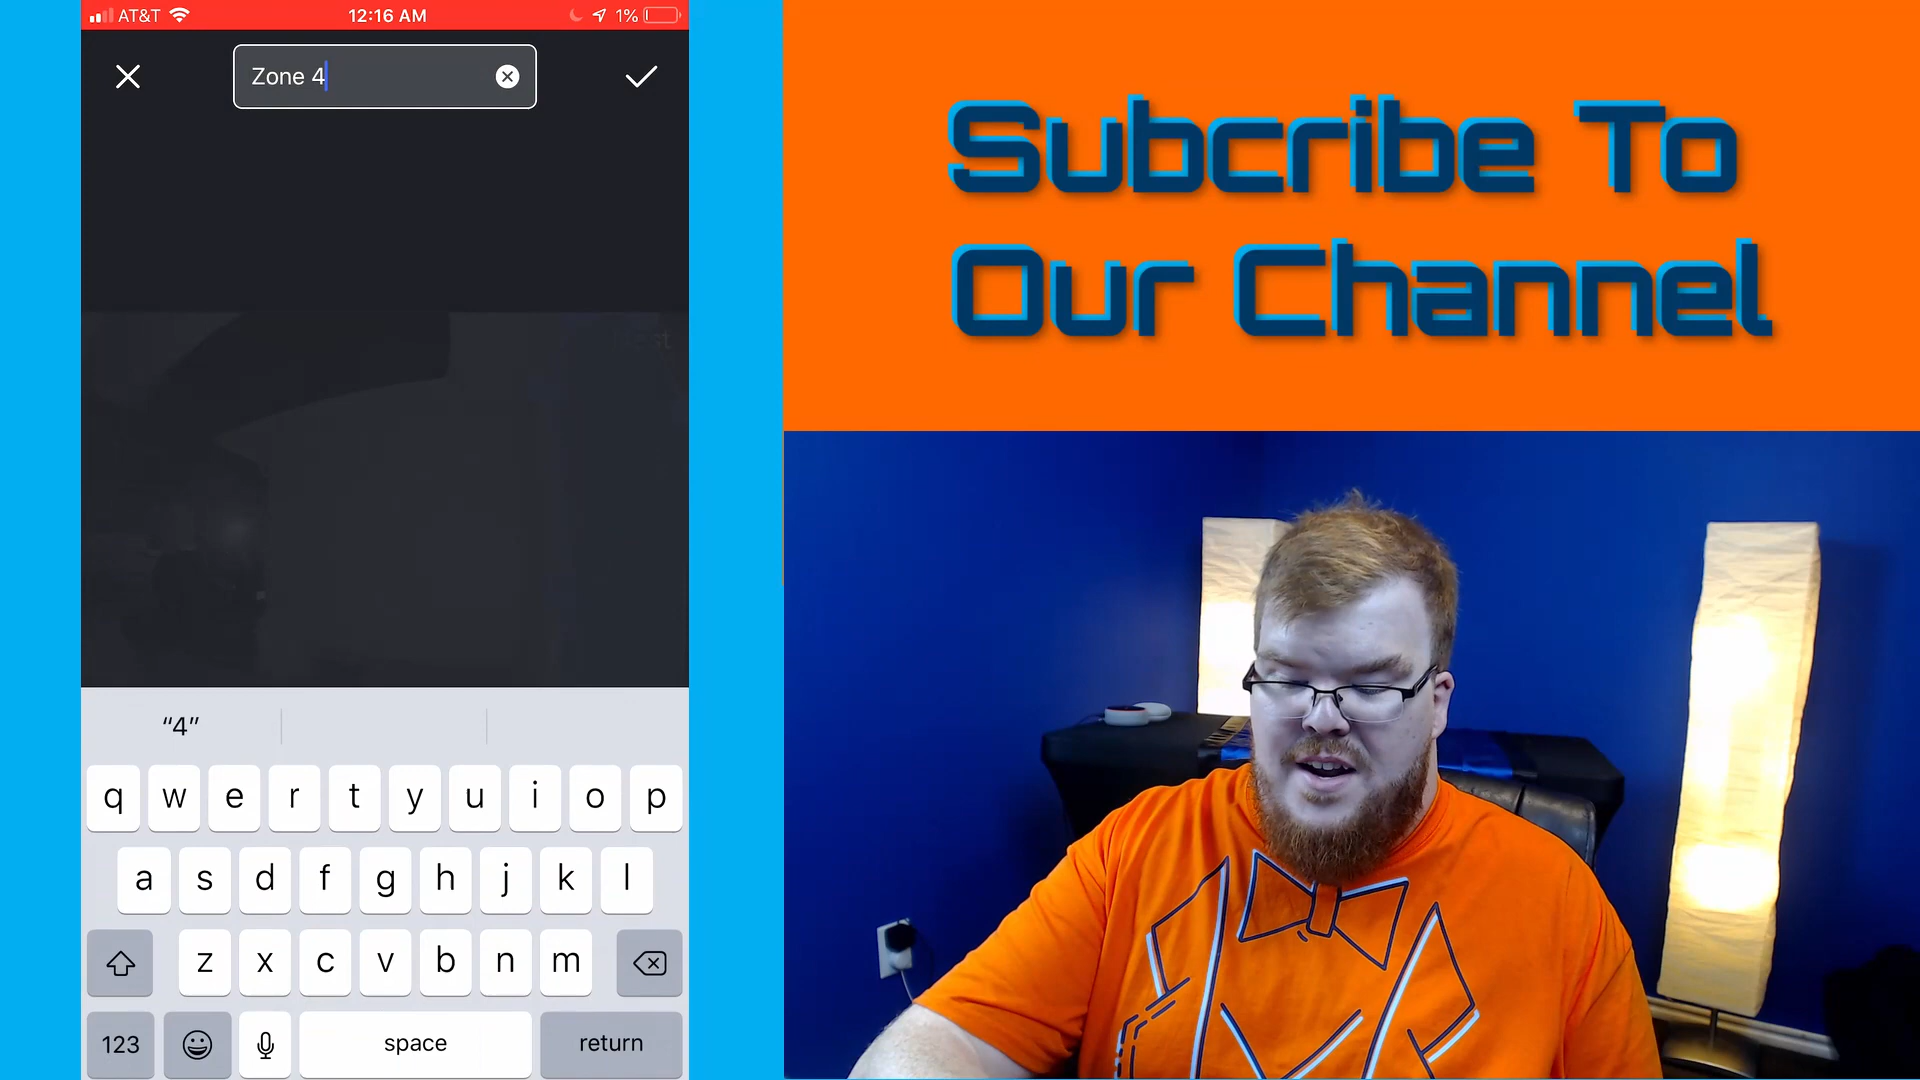 AT&T 12:16 AM 1%
Zone 4
Subcribe To
Our Channel
“4”
q w e r t y u i o p
a s d f g h j k l
z x c v b n m
123 space return